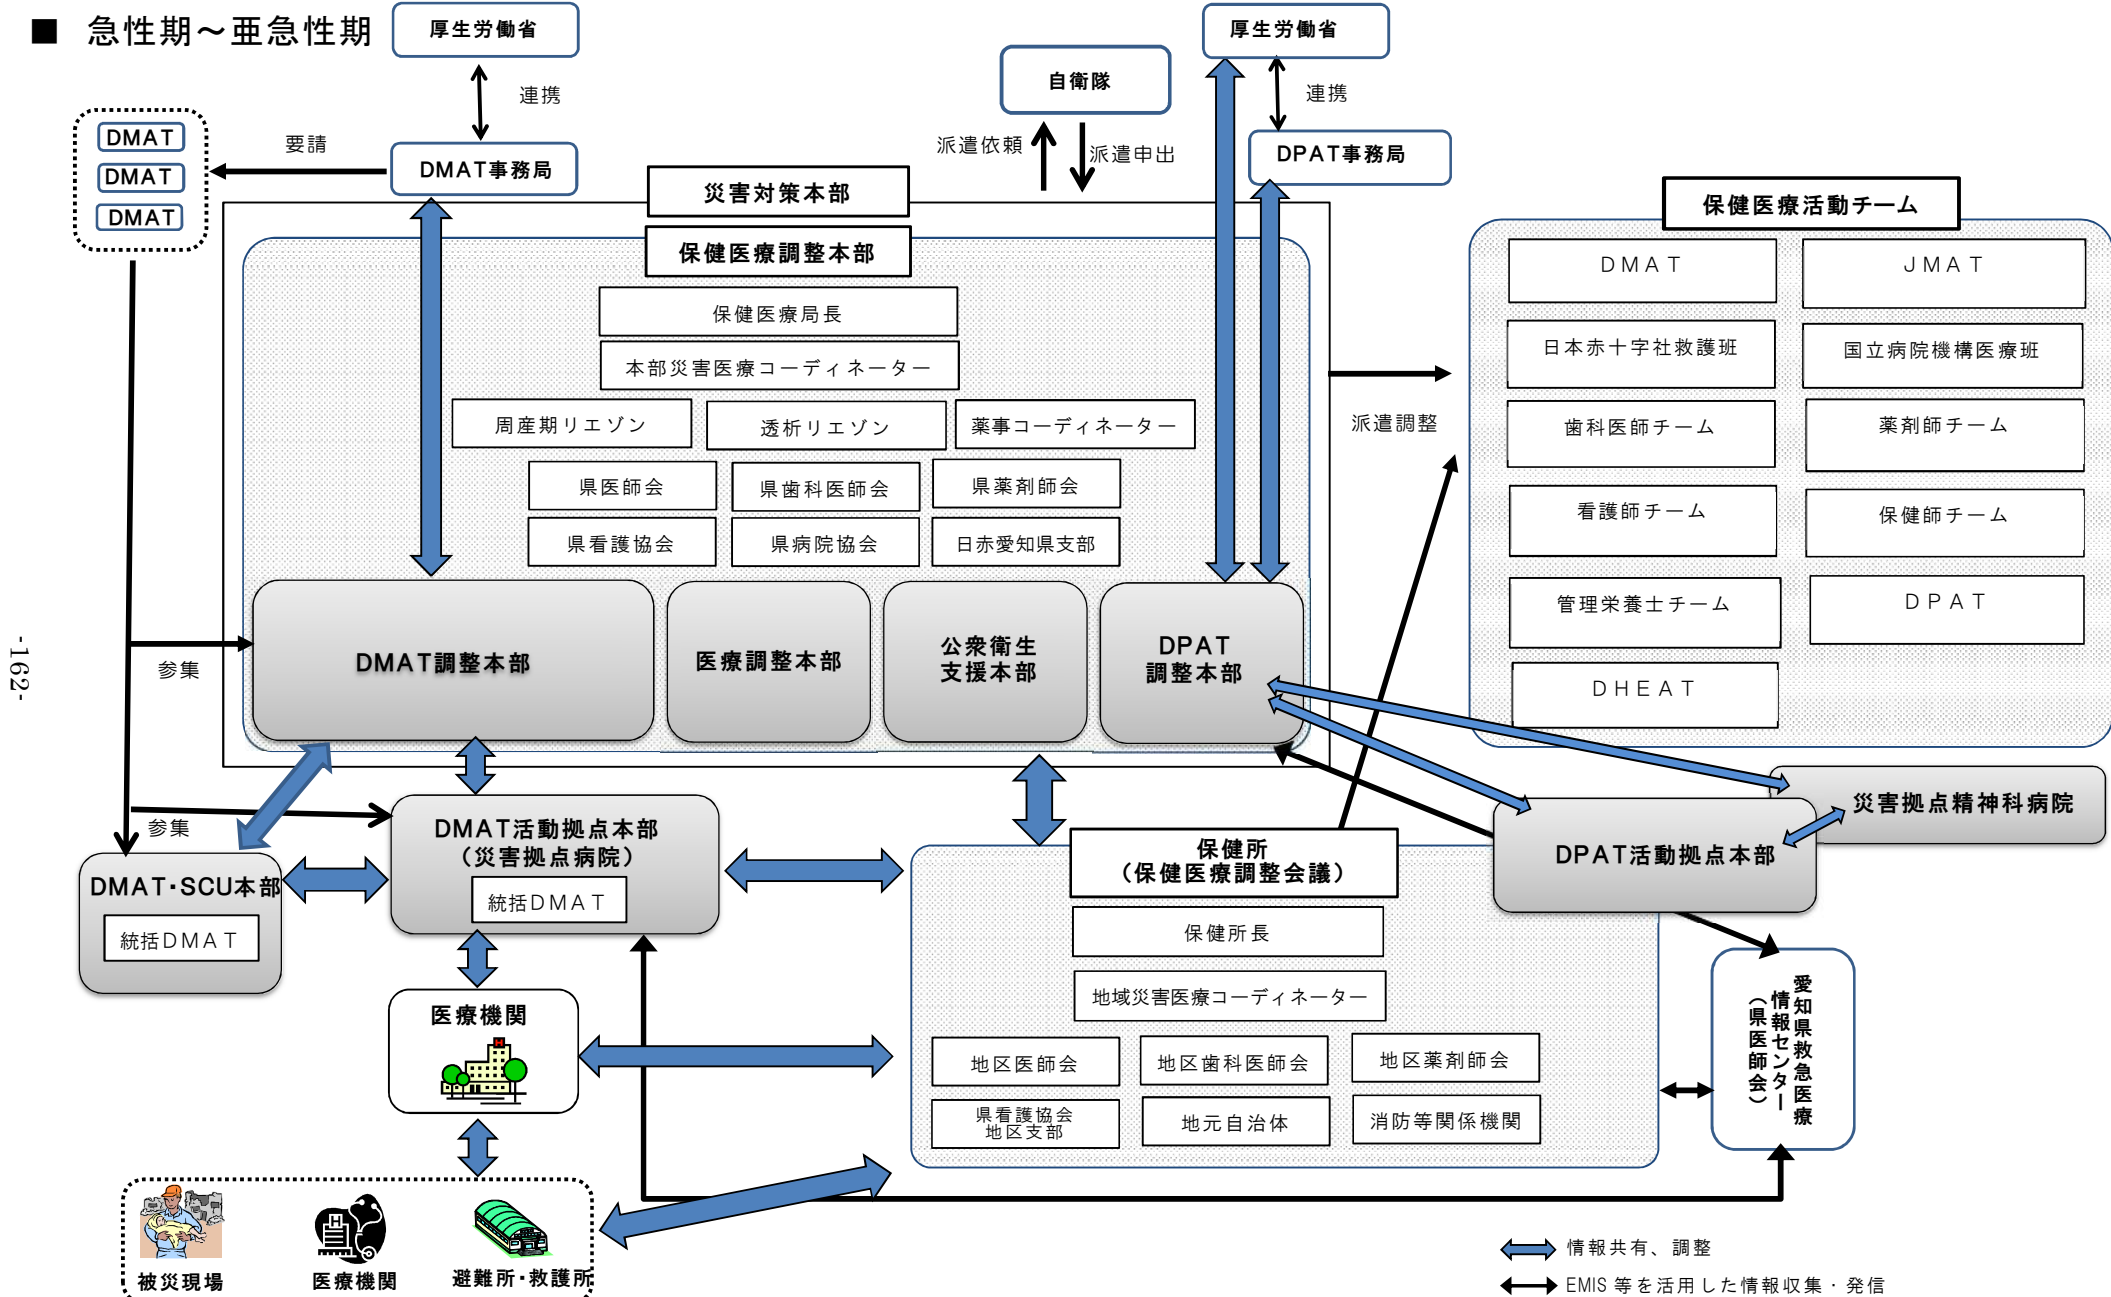 ■ 急性期～亜急性期
厚生労働省
連携
DMAT
DMAT
DMAT
要請
DMAT事務局
自衛隊
派遣依頼
派遣申出
厚生労働省
連携
DPAT事務局
災害対策本部
保健医療調整本部
保健医療局長
本部災害医療コーディネーター
周産期リエゾン
透析リエゾン
薬事コーディネーター
県医師会
県歯科医師会
県薬剤師会
県看護協会
県病院協会
日赤愛知県支部
DMAT調整本部
医療調整本部
公衆衛生
支援本部
DPAT
調整本部
派遣調整
保健医療活動チーム
DMAT
JMAT
日本赤十字社救護班
国立病院機構医療班
歯科医師チーム
薬剤師チーム
看護師チーム
保健師チーム
管理栄養士チーム
DPAT
DHEAT
参集
参集
DMAT・SCU本部
統括DMAT
DMAT活動拠点本部
（災害拠点病院）
統括DMAT
医療機関
H
保健所
（保健医療調整会議）
保健所長
地域災害医療コーディネーター
地区医師会
地区歯科医師会
地区薬剤師会
県看護協会
地区支部
地元自治体
消防等関係機関
DPAT活動拠点本部
災害拠点精神科病院
愛知県救急医療
情報センター
（県医師会）
被災現場
H
医療機関
避難所・救護所
情報共有、調整
EMIS 等を活用した情報収集・発信
-162-